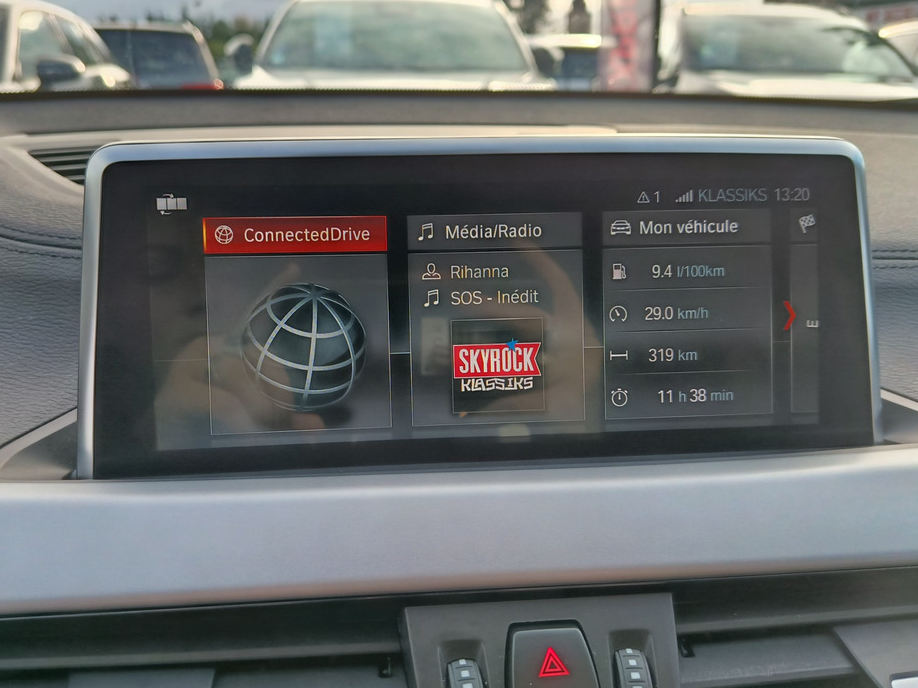 1 KLASSIKS 13:20
ConnectedDrive
Média/Radio
Rihanna
SOS - Inédit
SKYROCK
KLASSIKS
Mon véhicule
9.4 l/100km
29.0 km/h
319 km
11 h 38 min
E